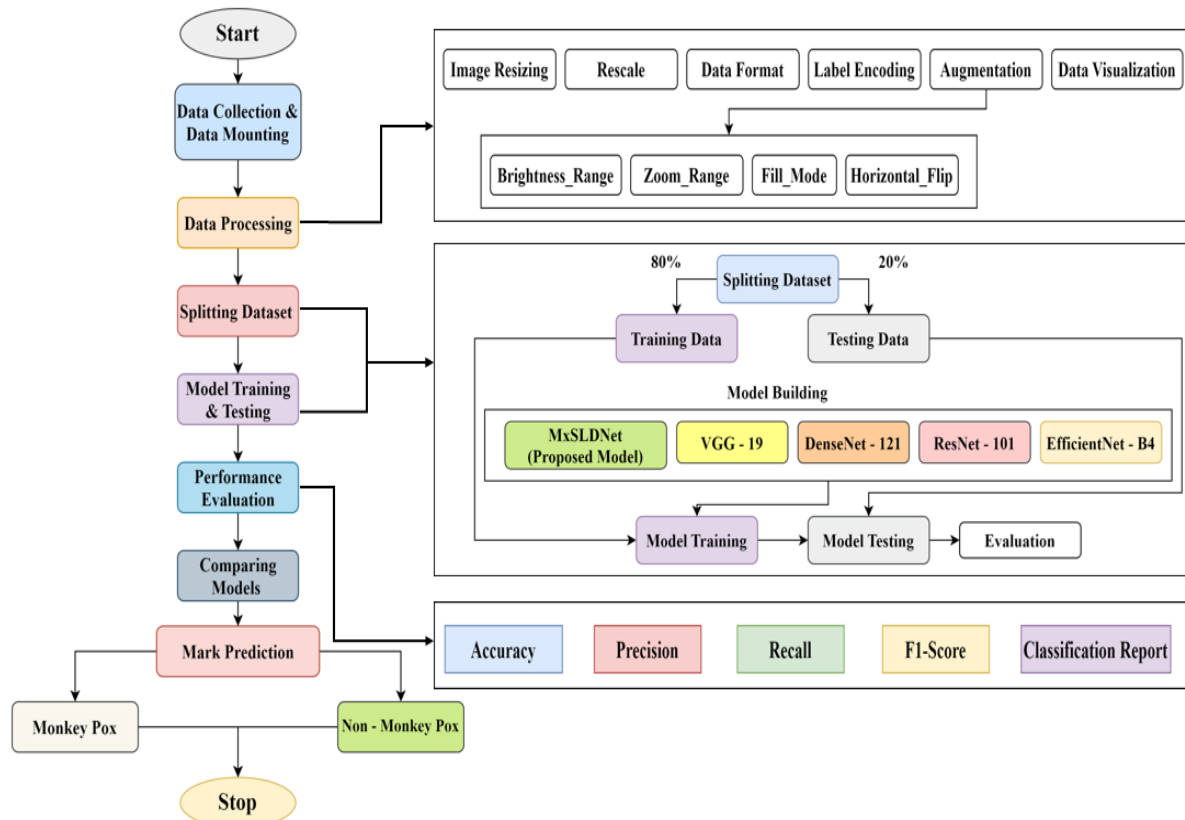 Start
Data Collection &
Data Mounting
Data Processing
Splitting Dataset
Model Training
& Testing
Performance
Evaluation
Comparing
Models
Mark Prediction
Monkey Pox
Non - Monkey Pox
Stop
Image Resizing
Rescale
Data Format
Label Encoding
Augmentation
Data Visualization
Brightness_Range
Zoom_Range
Fill_Mode
Horizontal_Flip
80%
20%
Splitting Dataset
Training Data
Testing Data
Model Building
MxSLDNet
(Proposed Model)
VGG - 19
DenseNet - 121
ResNet - 101
EfficientNet - B4
Model Training
Model Testing
Evaluation
Accuracy
Precision
Recall
F1-Score
Classification Report